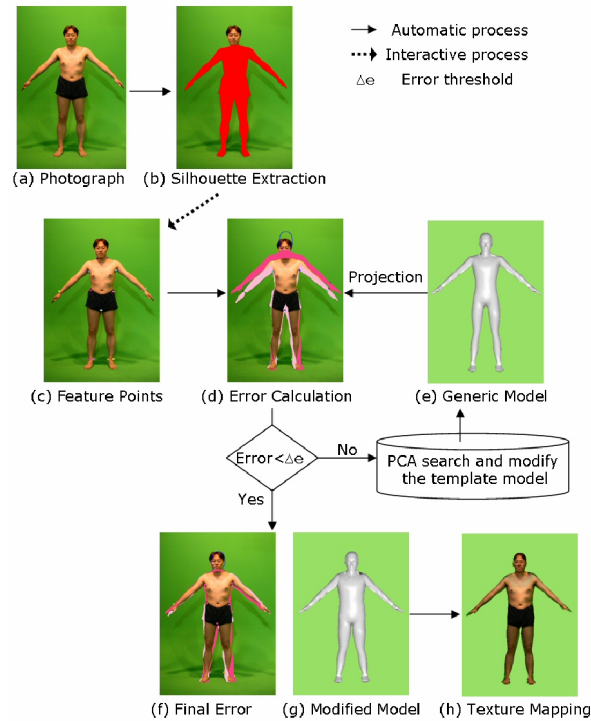 Automatic process
Interactive process
Δe Error threshold
(a) Photograph
(b) Silhouette Extraction
Projection
(c) Feature Points
(d) Error Calculation
(e) Generic Model
Error<Δe
No
PCA search and modify
the template model
Yes
(f) Final Error
(g) Modified Model
(h) Texture Mapping